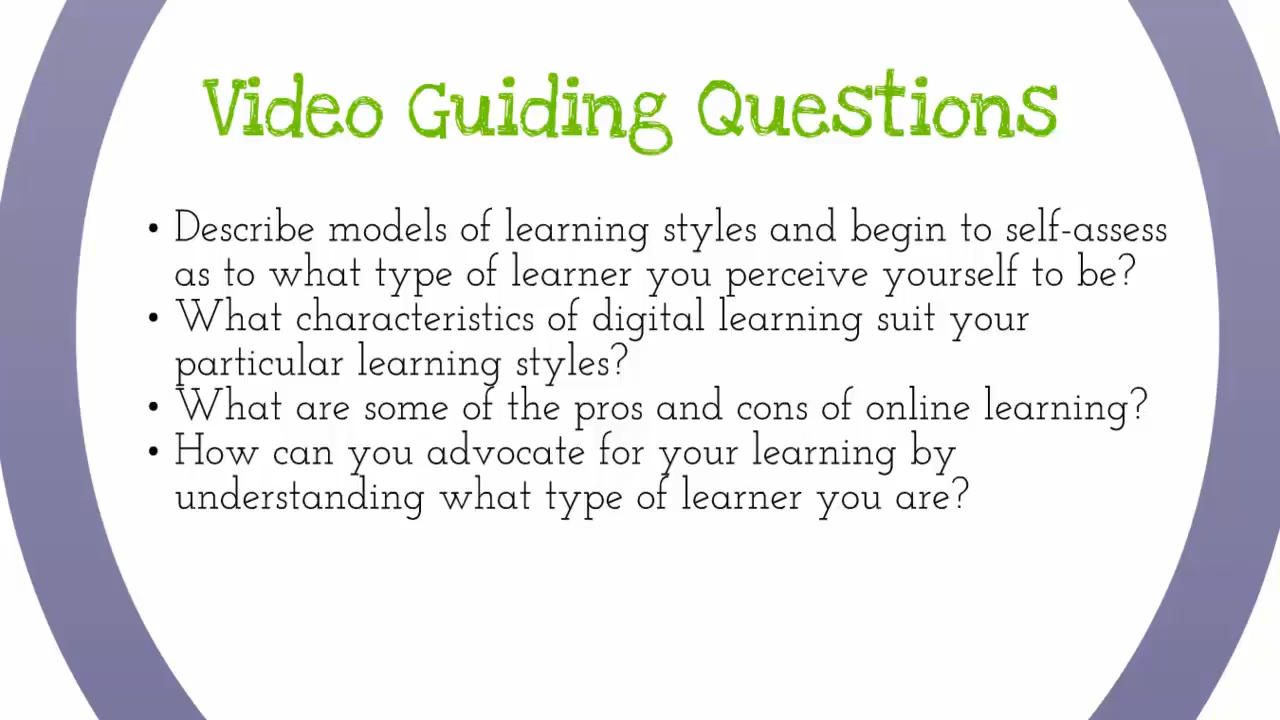 Video Guiding Questions
• Describe models of learning styles and begin to self-assess
as to what type of learner you perceive yourself to be?
• What characteristics of digital learning suit your
particular learning styles?
• What are some of the pros and cons of online learning?
• How can you advocate for your learning by
understanding what type of learner you are?